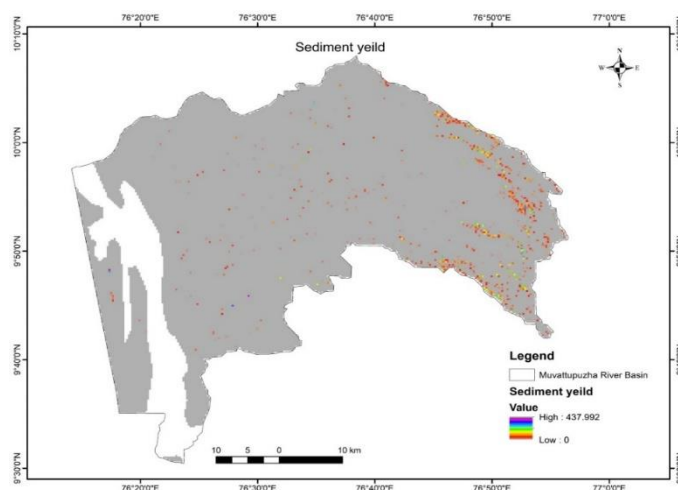 76°20'0"E 76°30'0"E 76°40'0"E 76°50'0"E 77°0'0"E
10°10'0"N
Sediment yeild
N
W E
S
10°0'0"N
9°50'0"N
9°40'0"N
9°30'0"N
Legend
Muvattupuzha River Basin
Sediment yeild
Value
High : 437.992
Low : 0
10 5 0 10 km
76°20'0"E 76°30'0"E 76°40'0"E 76°50'0"E 77°0'0"E